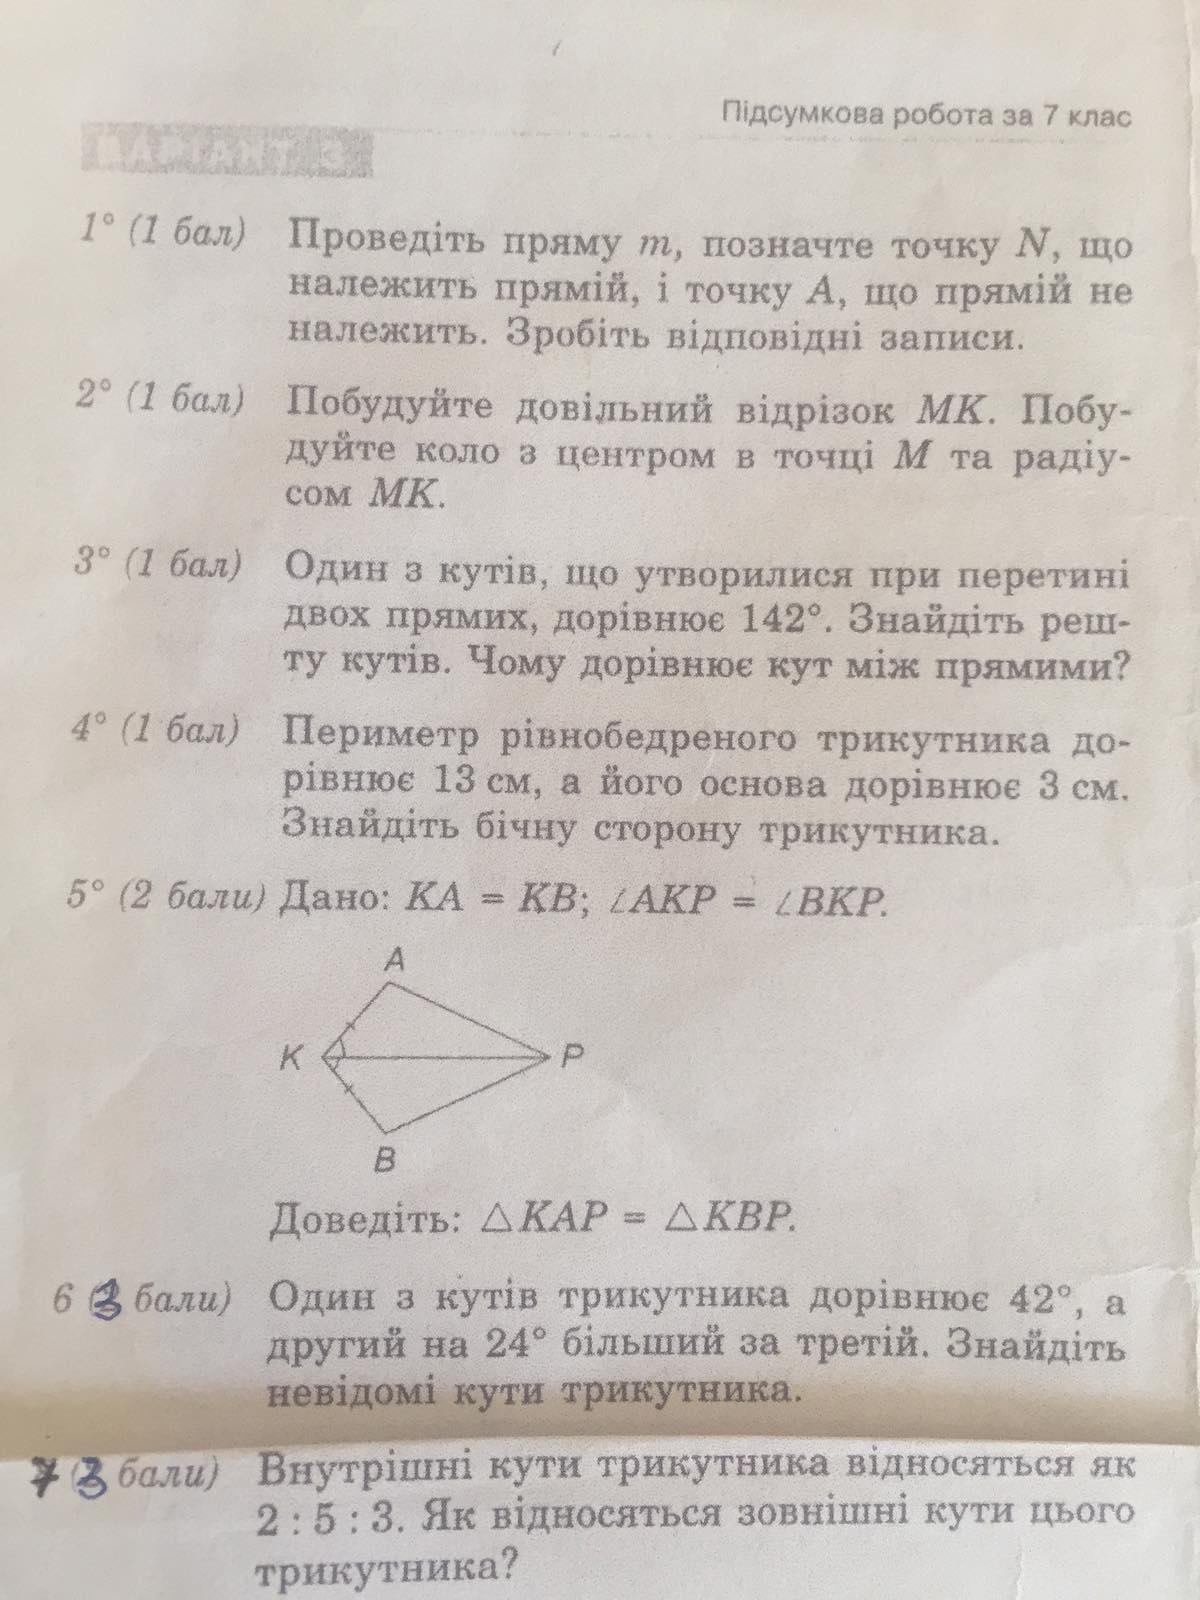 Підсумкова робота за 7 клас
ВАРІАНТ 3
1° (1 бал) Проведіть пряму m, позначте точку N, що
належить прямій, і точку A, що прямій не
належить. Зробіть відповідні записи.
2° (1 бал) Побудуйте довільний відрізок MK. Побу-
дуйте коло з центром в точці M та радіу-
сом MK.
3° (1 бал) Один з кутів, що утворилися при перетині
двох прямих, дорівнює 142°. Знайдіть реш-
ту кутів. Чому дорівнює кут між прямими?
4° (1 бал) Периметр рівнобедреного трикутника до-
рівнює 13 см, а його основа дорівнює 3 см.
Знайдіть бічну сторону трикутника.
5° (2 бали) Дано: KA = KB; ∠AKP = ∠BKP.
A
K P
B
Доведіть: △KAP = △KBP.
6 (3 бали) Один з кутів трикутника дорівнює 42°, а
другий на 24° більший за третій. Знайдіть
невідомі кути трикутника.
7 (3 бали) Внутрішні кути трикутника відносяться як
2 : 5 : 3. Як відносяться зовнішні кути цього
трикутника?